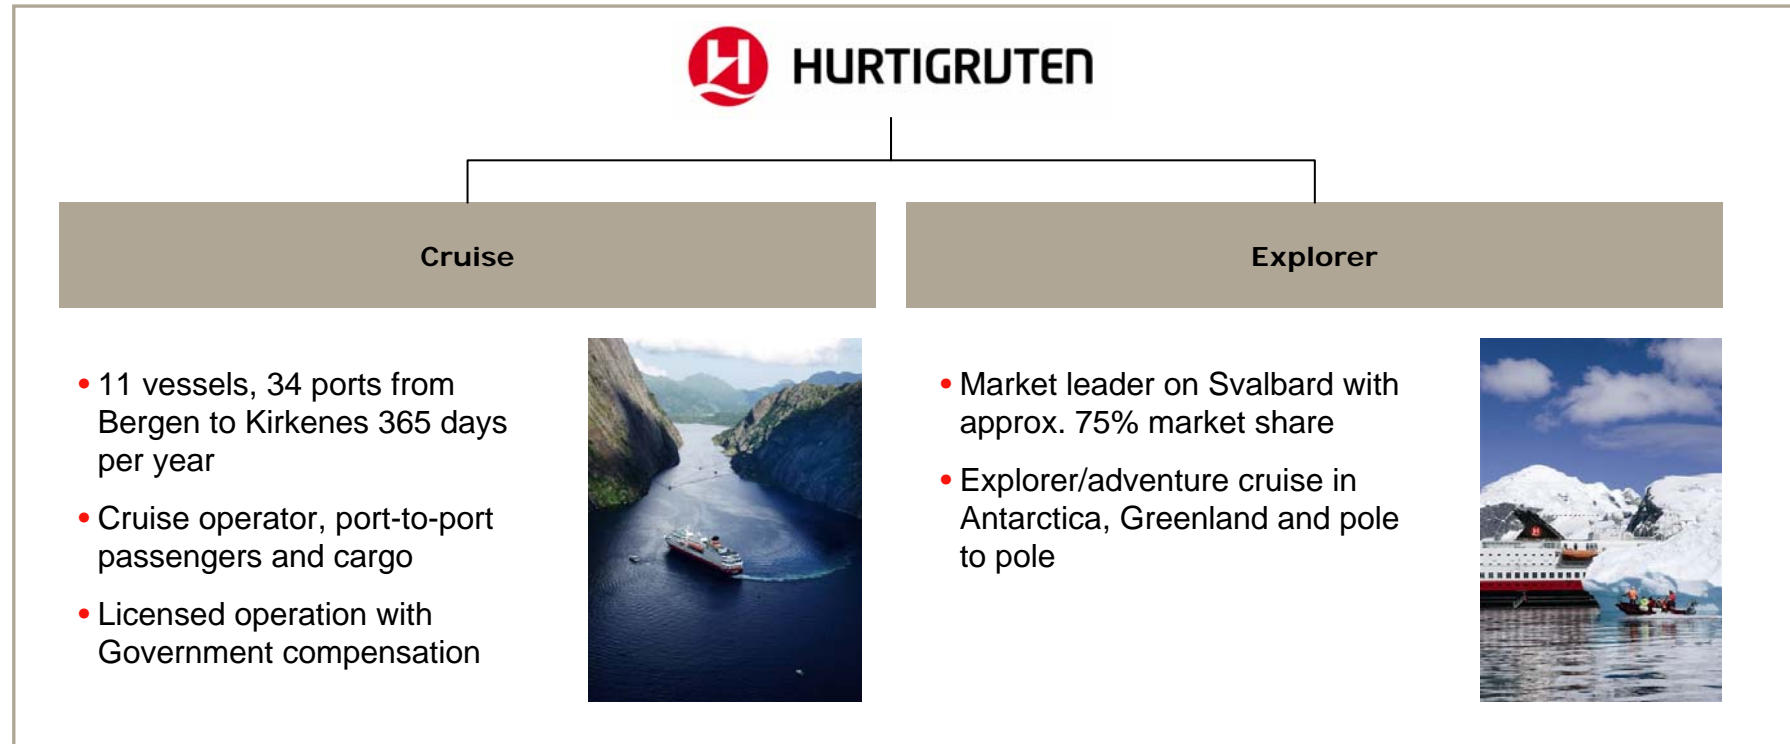 HURTIGRUTEN
Cruise
• 11 vessels, 34 ports from
Bergen to Kirkenes 365 days
per year
• Cruise operator, port-to-port
passengers and cargo
• Licensed operation with
Government compensation
Explorer
• Market leader on Svalbard with
approx. 75% market share
• Explorer/adventure cruise in
Antarctica, Greenland and pole
to pole